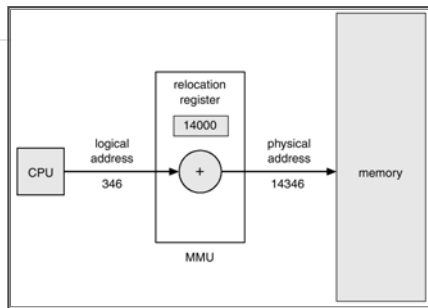 relocation
register
14000
logical
address
physical
address
CPU
+
memory
346
14346
MMU